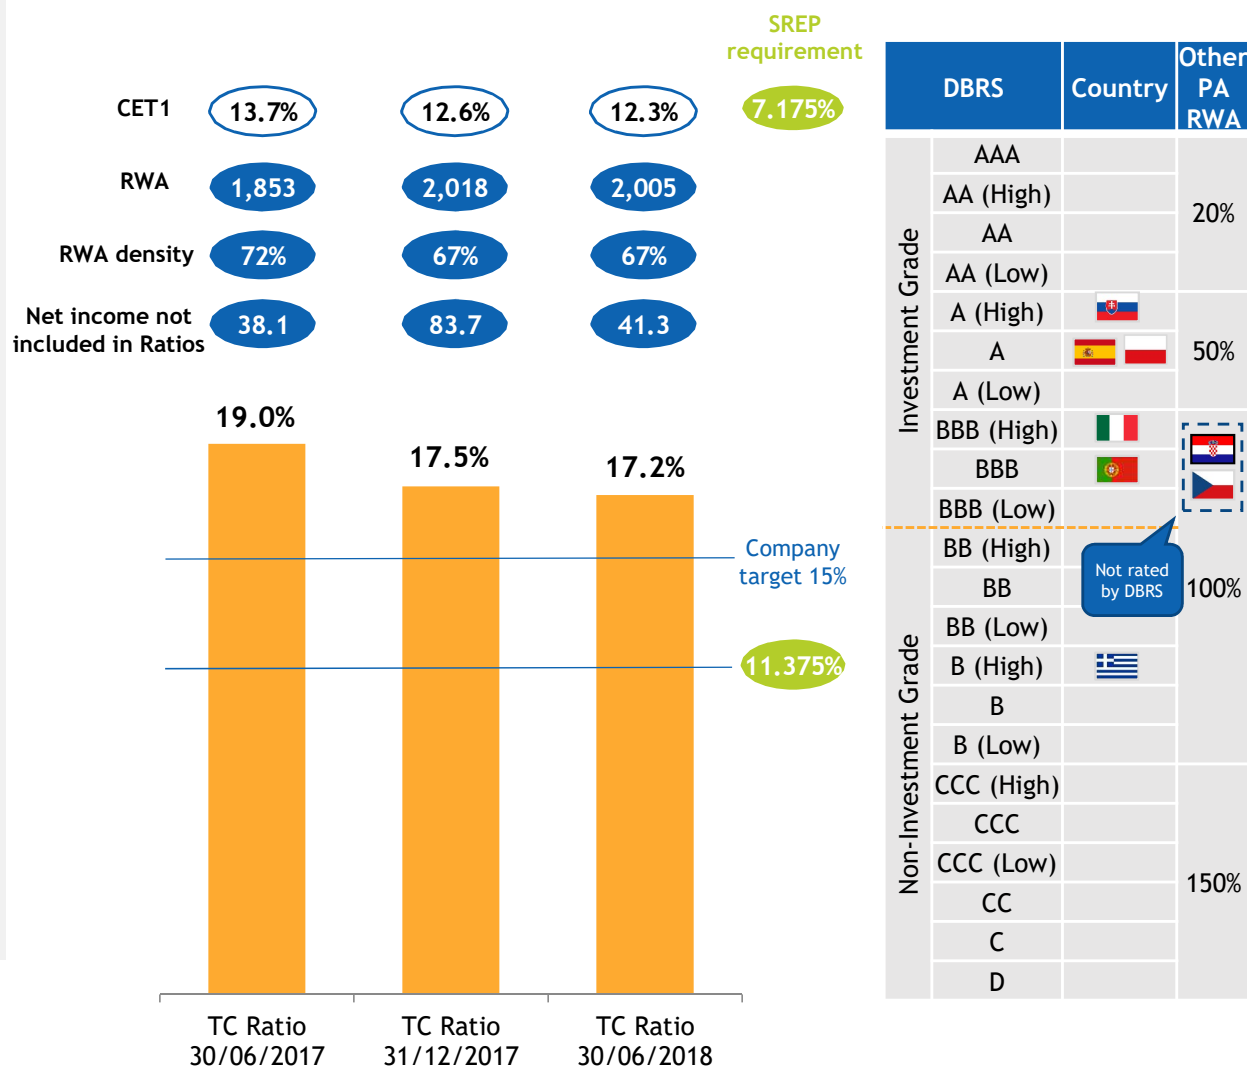 SREP
requirement
CET1 13.7% 12.6% 12.3% 7.175%
RWA 1,853 2,018 2,005
RWA density 72% 67% 67%
Net income not
included in Ratios
38.1 83.7 41.3
19.0%
17.5%
17.2%
Company
target 15%
11.375%
TC Ratio
30/06/2017
TC Ratio
31/12/2017
TC Ratio
30/06/2018
DBRS
Country
Other
PA
RWA
Investment Grade
AAA
AA (High)
AA
AA (Low)
20%
A (High)
A
A (Low)
50%
BBB (High)
BBB
BBB (Low)
Non-Investment Grade
BB (High)
BB
BB (Low)
B (High)
B
B (Low)
Not rated
by DBRS
100%
CCC (High)
CCC
CCC (Low)
CC
C
D
150%